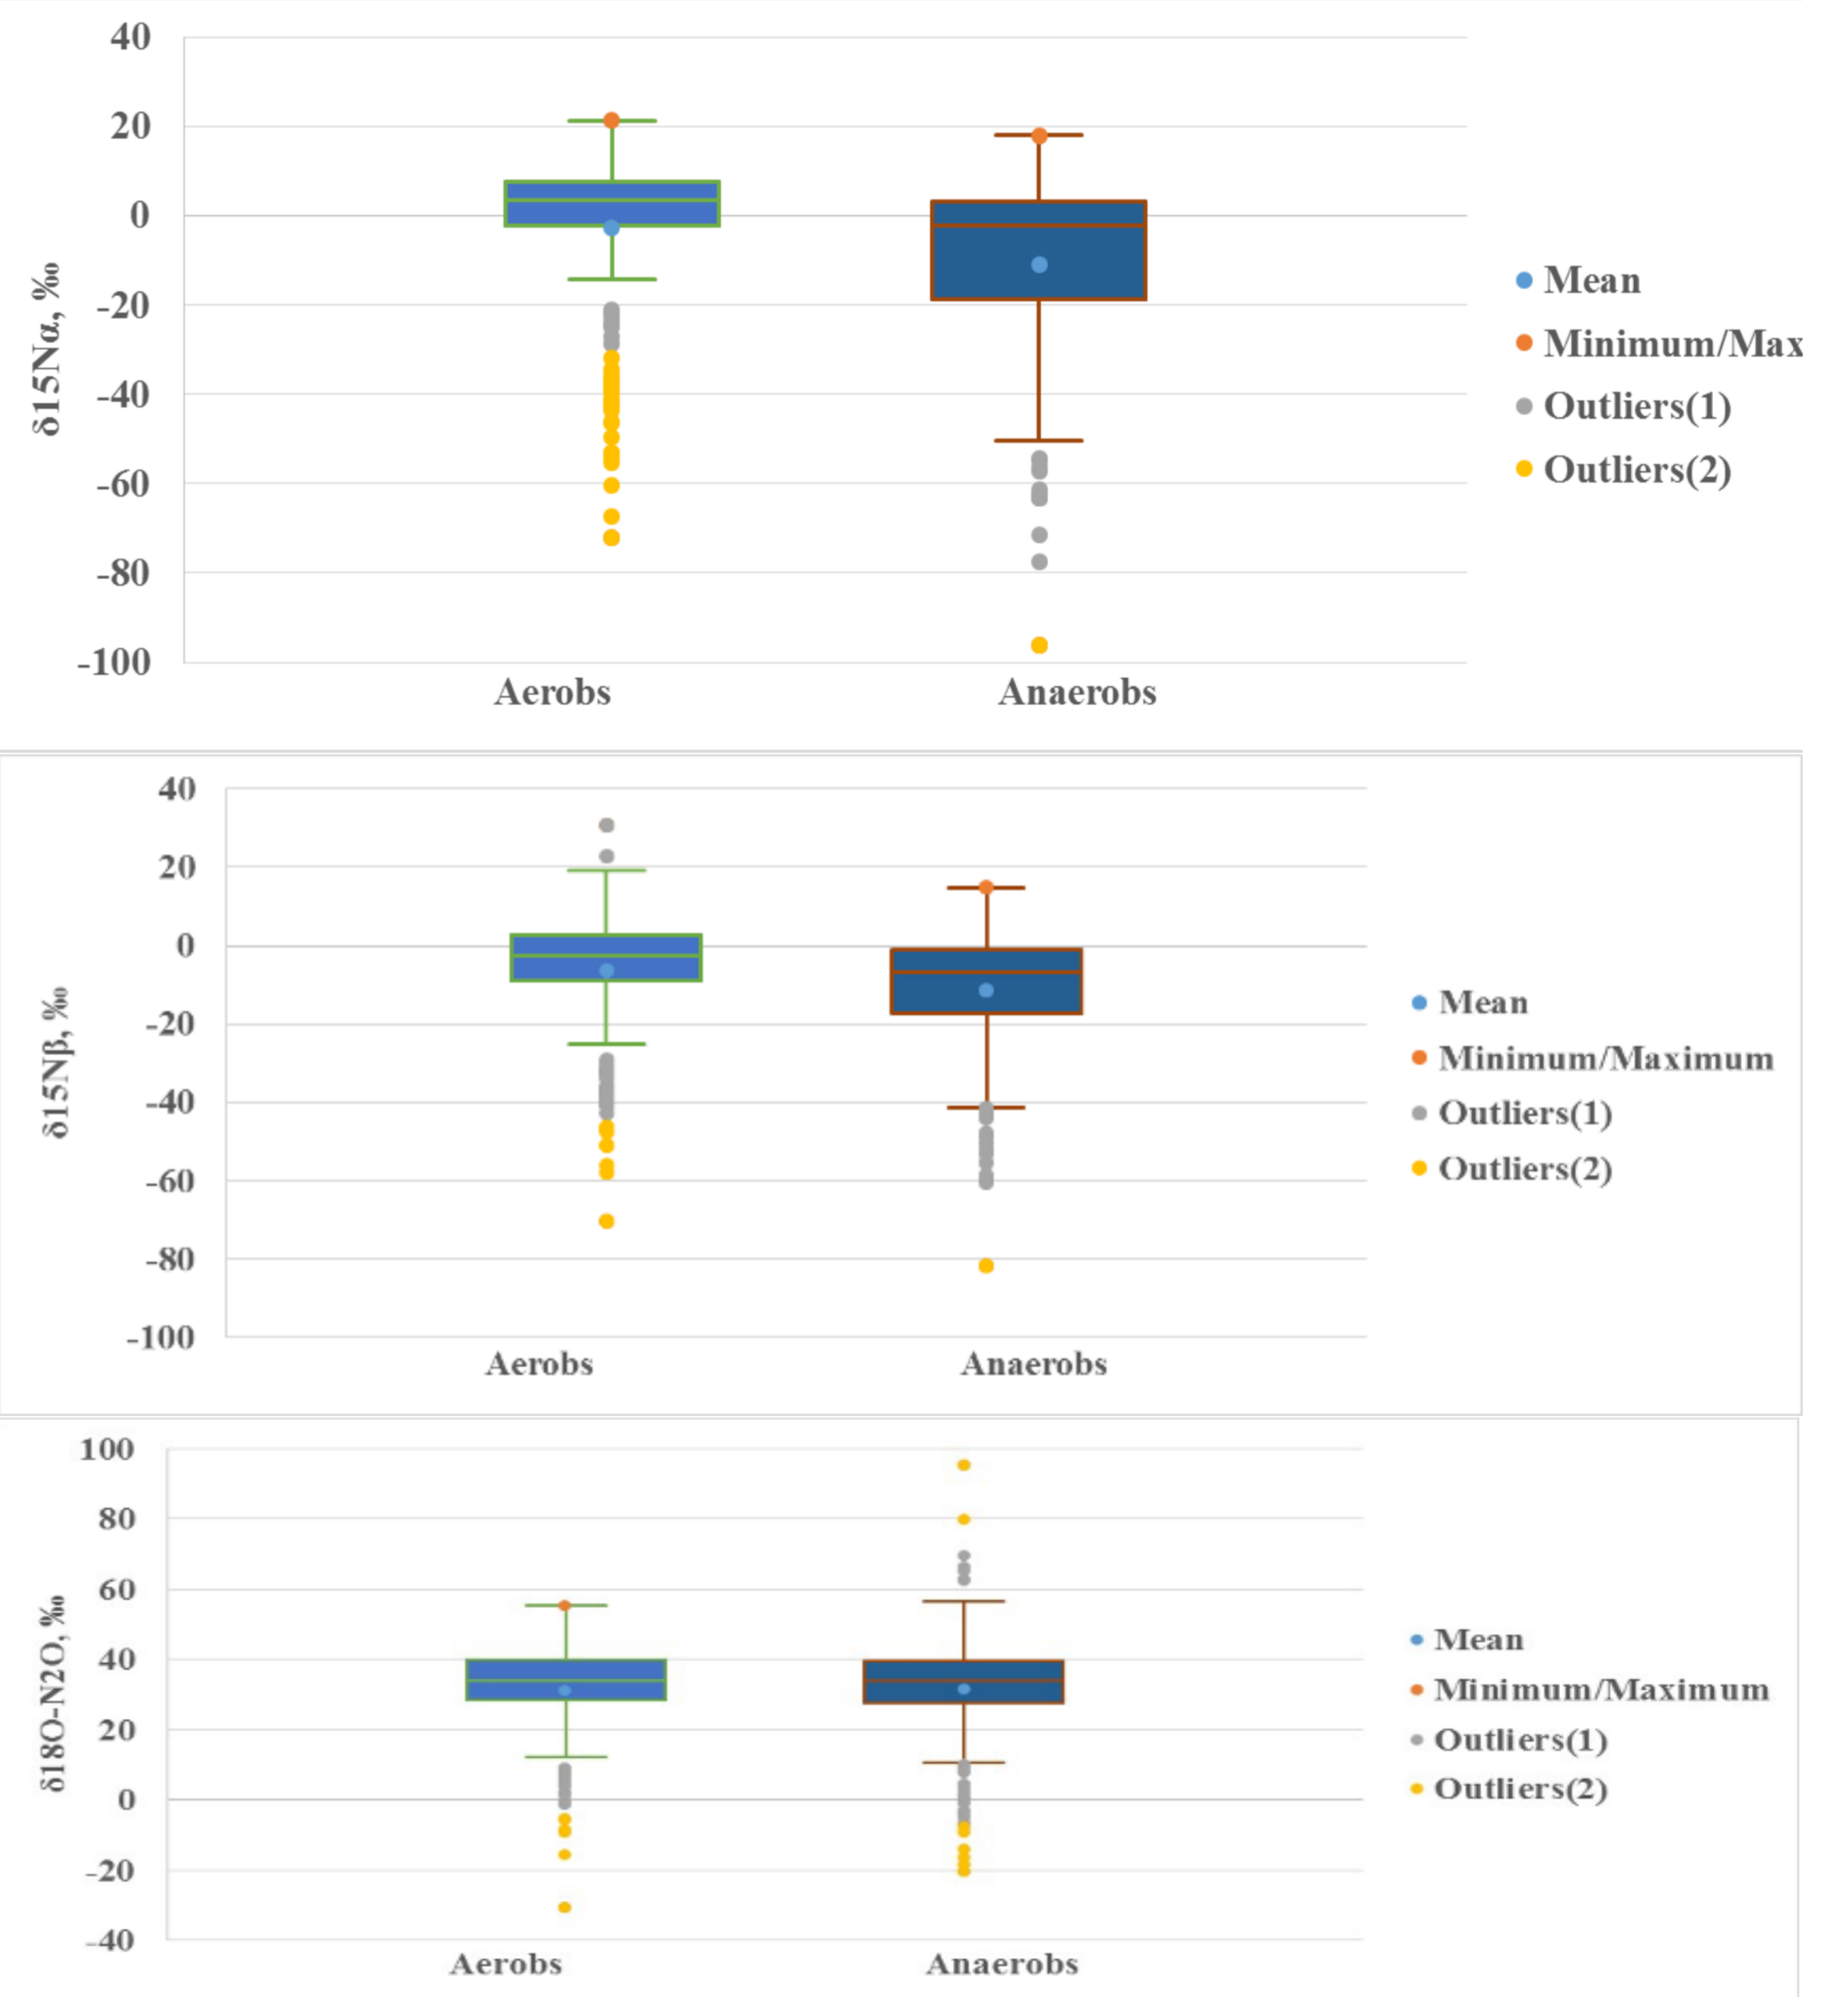 40
20
0
-20
-40
-60
-80
-100
δ15Nα, ‰
Aerobs Anaerobs
Mean
Minimum/Max
Outliers(1)
Outliers(2)
40
20
0
-20
-40
-60
-80
-100
δ15Nβ, ‰
Aerobs Anaerobs
Mean
Minimum/Maximum
Outliers(1)
Outliers(2)
100
80
60
40
20
0
-20
-40
δ18O-N2O, ‰
Aerobs Anaerobs
Mean
Minimum/Maximum
Outliers(1)
Outliers(2)